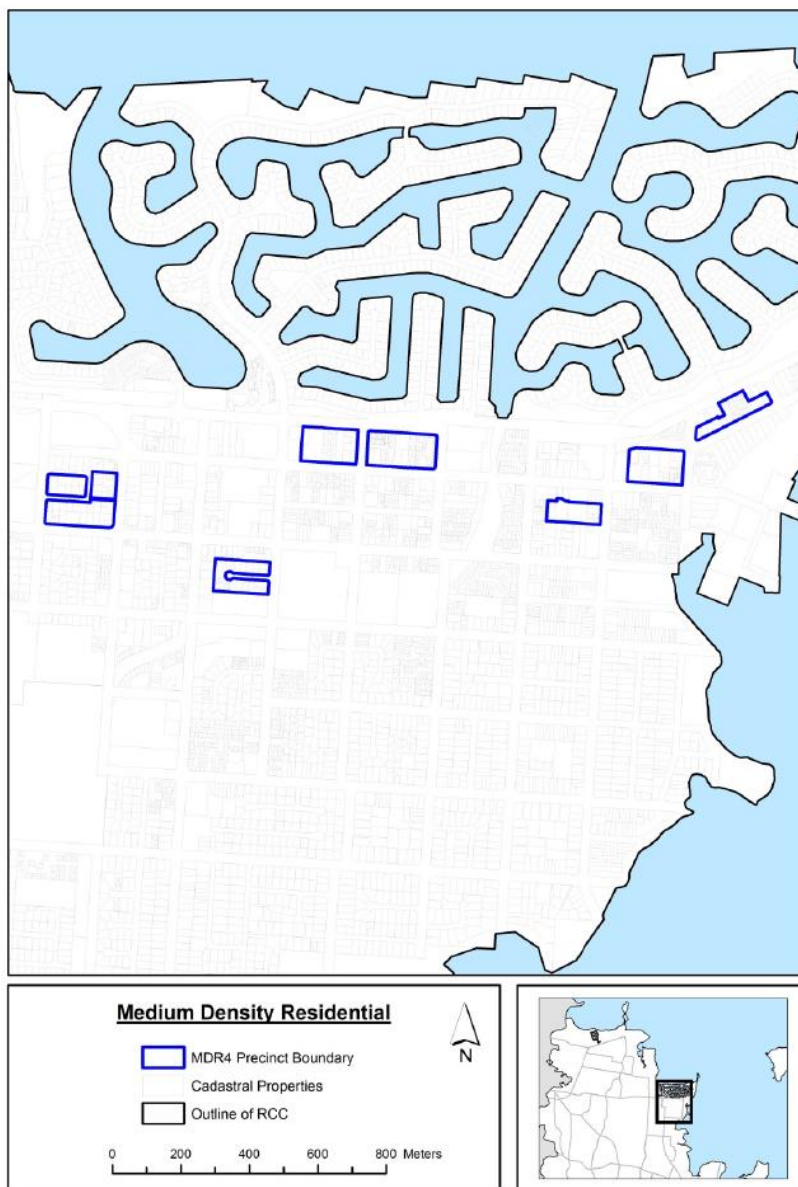 Medium Density Residential
MDR4 Precinct Boundary
Cadastral Properties
Outline of RCC
N
0 200 400 600 800 Meters